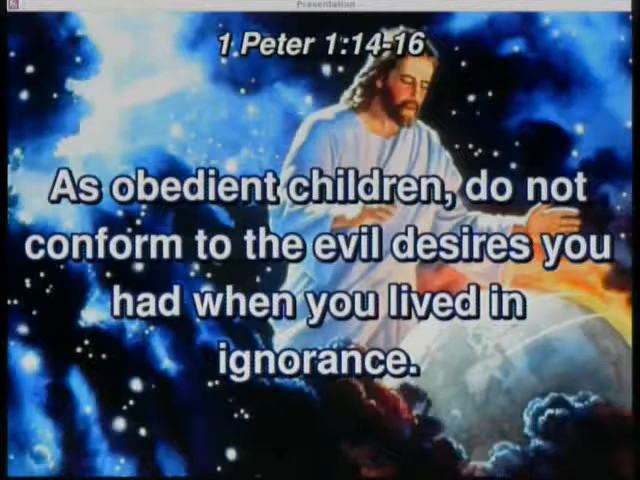 Presentation
1 Peter 1:14-16
As obedient children, do not
conform to the evil desires you
had when you lived in
ignorance.